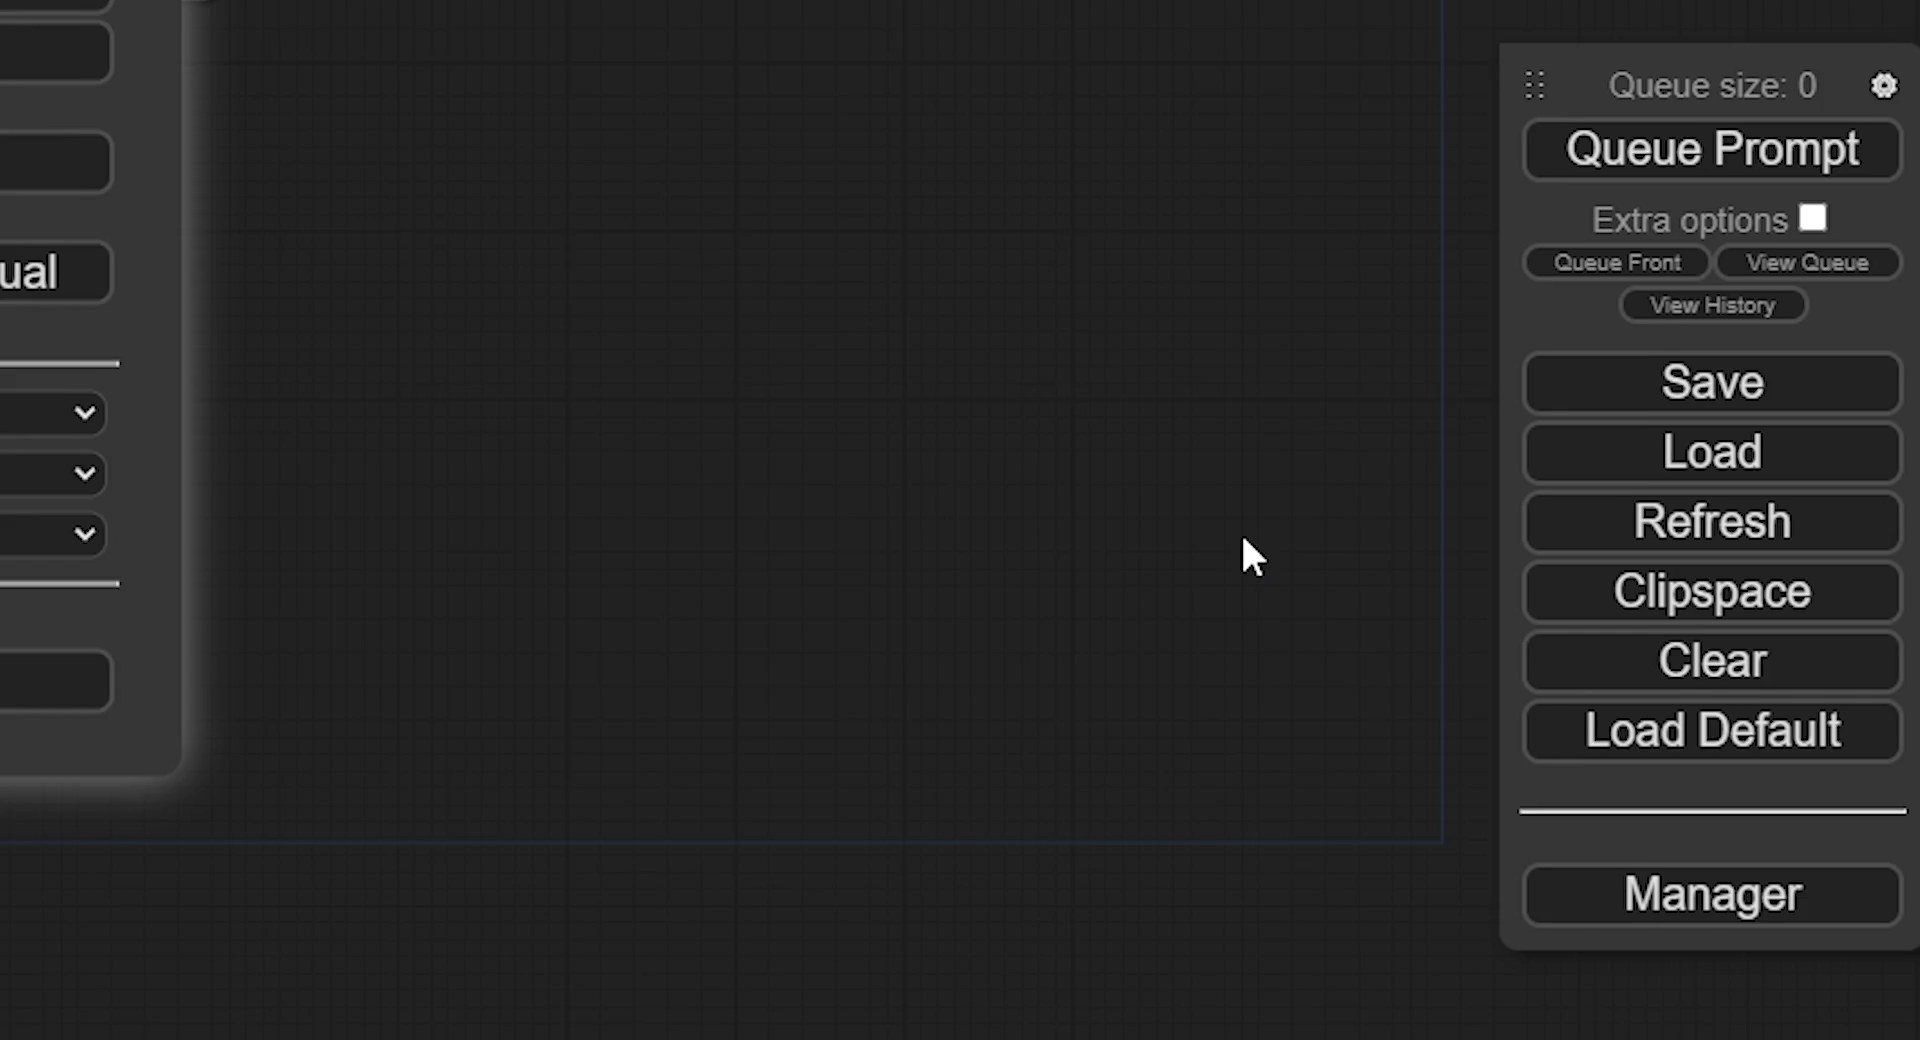 ual
Queue size: 0
Queue Prompt
Extra options
Queue Front
View Queue
View History
Save
Load
Refresh
Clipspace
Clear
Load Default
Manager